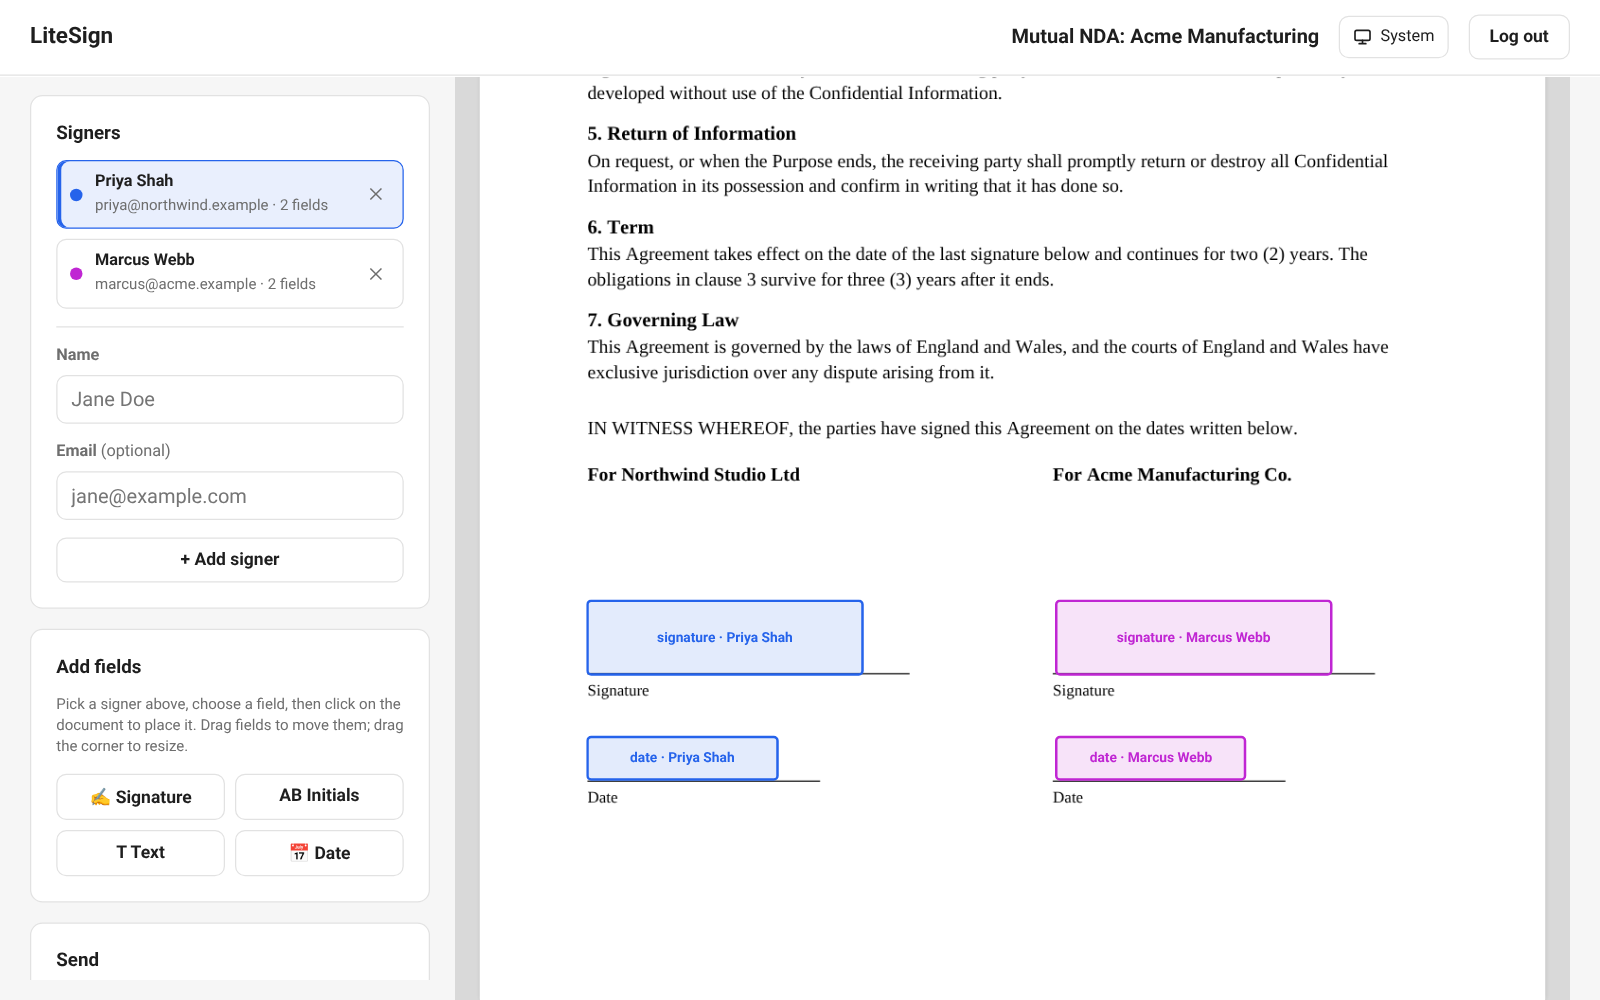 LiteSign
Mutual NDA: Acme Manufacturing
System
Log out
Signers
Priya Shah
priya@northwind.example · 2 fields
Marcus Webb
marcus@acme.example · 2 fields
Name
Jane Doe
Email (optional)
jane@example.com
+ Add signer
Add fields
Pick a signer above, choose a field, then click on the
document to place it. Drag fields to move them; drag
the corner to resize.
✍️ Signature
AB Initials
T Text
📅 Date
Send
developed without use of the Confidential Information.
5. Return of Information
On request, or when the Purpose ends, the receiving party shall promptly return or destroy all Confidential
Information in its possession and confirm in writing that it has done so.
6. Term
This Agreement takes effect on the date of the last signature below and continues for two (2) years. The
obligations in clause 3 survive for three (3) years after it ends.
7. Governing Law
This Agreement is governed by the laws of England and Wales, and the courts of England and Wales have
exclusive jurisdiction over any dispute arising from it.
IN WITNESS WHEREOF, the parties have signed this Agreement on the dates written below.
For Northwind Studio Ltd
For Acme Manufacturing Co.
signature · Priya Shah
signature · Marcus Webb
Signature
Signature
date · Priya Shah
date · Marcus Webb
Date
Date